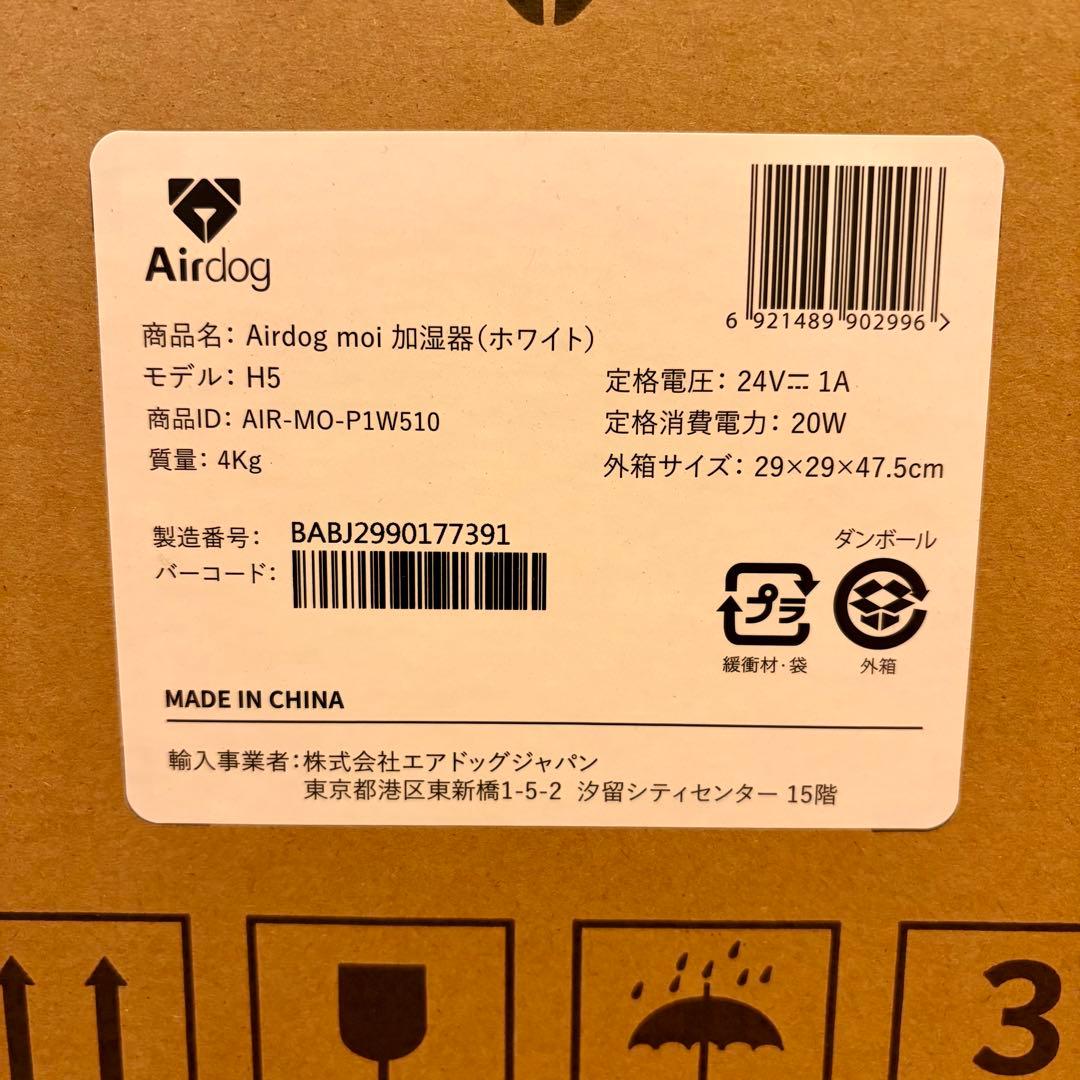 Airdog
6 921489 902996
商品名： Airdog moi 加湿器（ホワイト）
モデル： H5
商品ID： AIR-MO-P1W510
質量： 4Kg
定格電圧： 24V⎓ 1A
定格消費電力： 20W
外箱サイズ： 29×29×47.5cm
製造番号： BABJ2990177391
バーコード：
ダンボール
プラ
緩衝材・袋
外箱
MADE IN CHINA
輸入事業者：株式会社エアドッグジャパン
東京都港区東新橋1-5-2 汐留シティセンター 15階
3